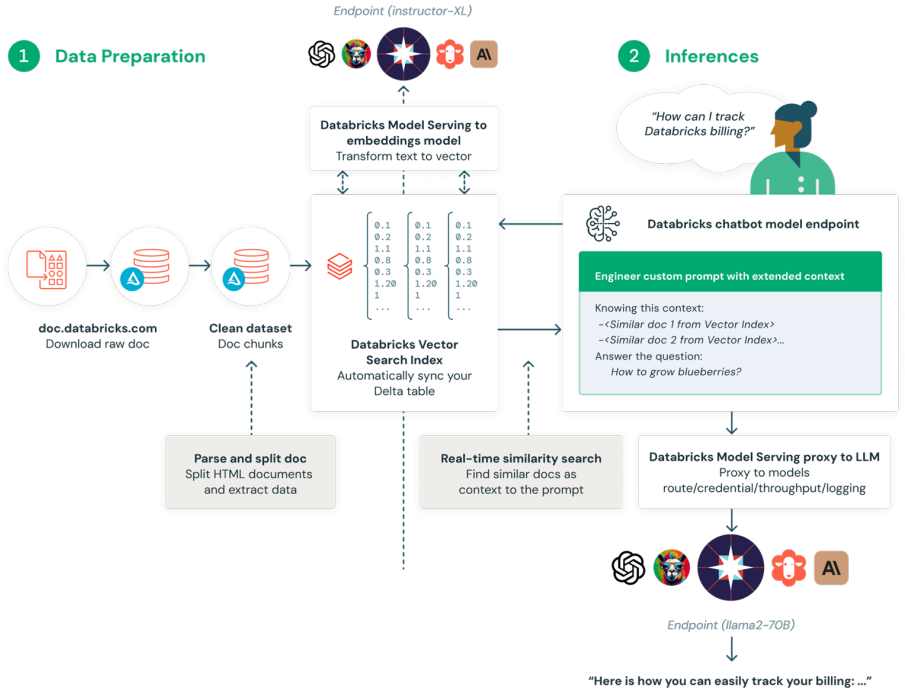 Endpoint (instructor-XL)
1 Data Preparation
2 Inferences
Databricks Model Serving to
embeddings model
Transform text to vector
"How can I track
Databricks billing?"
0.1 0.1 0.1
0.2 0.2 0.2
1.1 1.1 1.1
0.8 0.8 0.8
0.3 0.3 0.3
1.20 1.20 1.20
1 1 1
... ... ...
doc.databricks.com
Download raw doc
Clean dataset
Doc chunks
Databricks Vector
Search Index
Automatically sync your
Delta table
Databricks chatbot model endpoint
Engineer custom prompt with extended context
Knowing this context:
-<Similar doc 1 from Vector Index>
-<Similar doc 2 from Vector Index>...
Answer the question:
How to grow blueberries?
Parse and split doc
Split HTML documents
and extract data
Real-time similarity search
Find similar docs as
context to the prompt
Databricks Model Serving proxy to LLM
Proxy to models
route/credential/throughput/logging
Endpoint (llama2-70B)
"Here is how you can easily track your billing: ..."